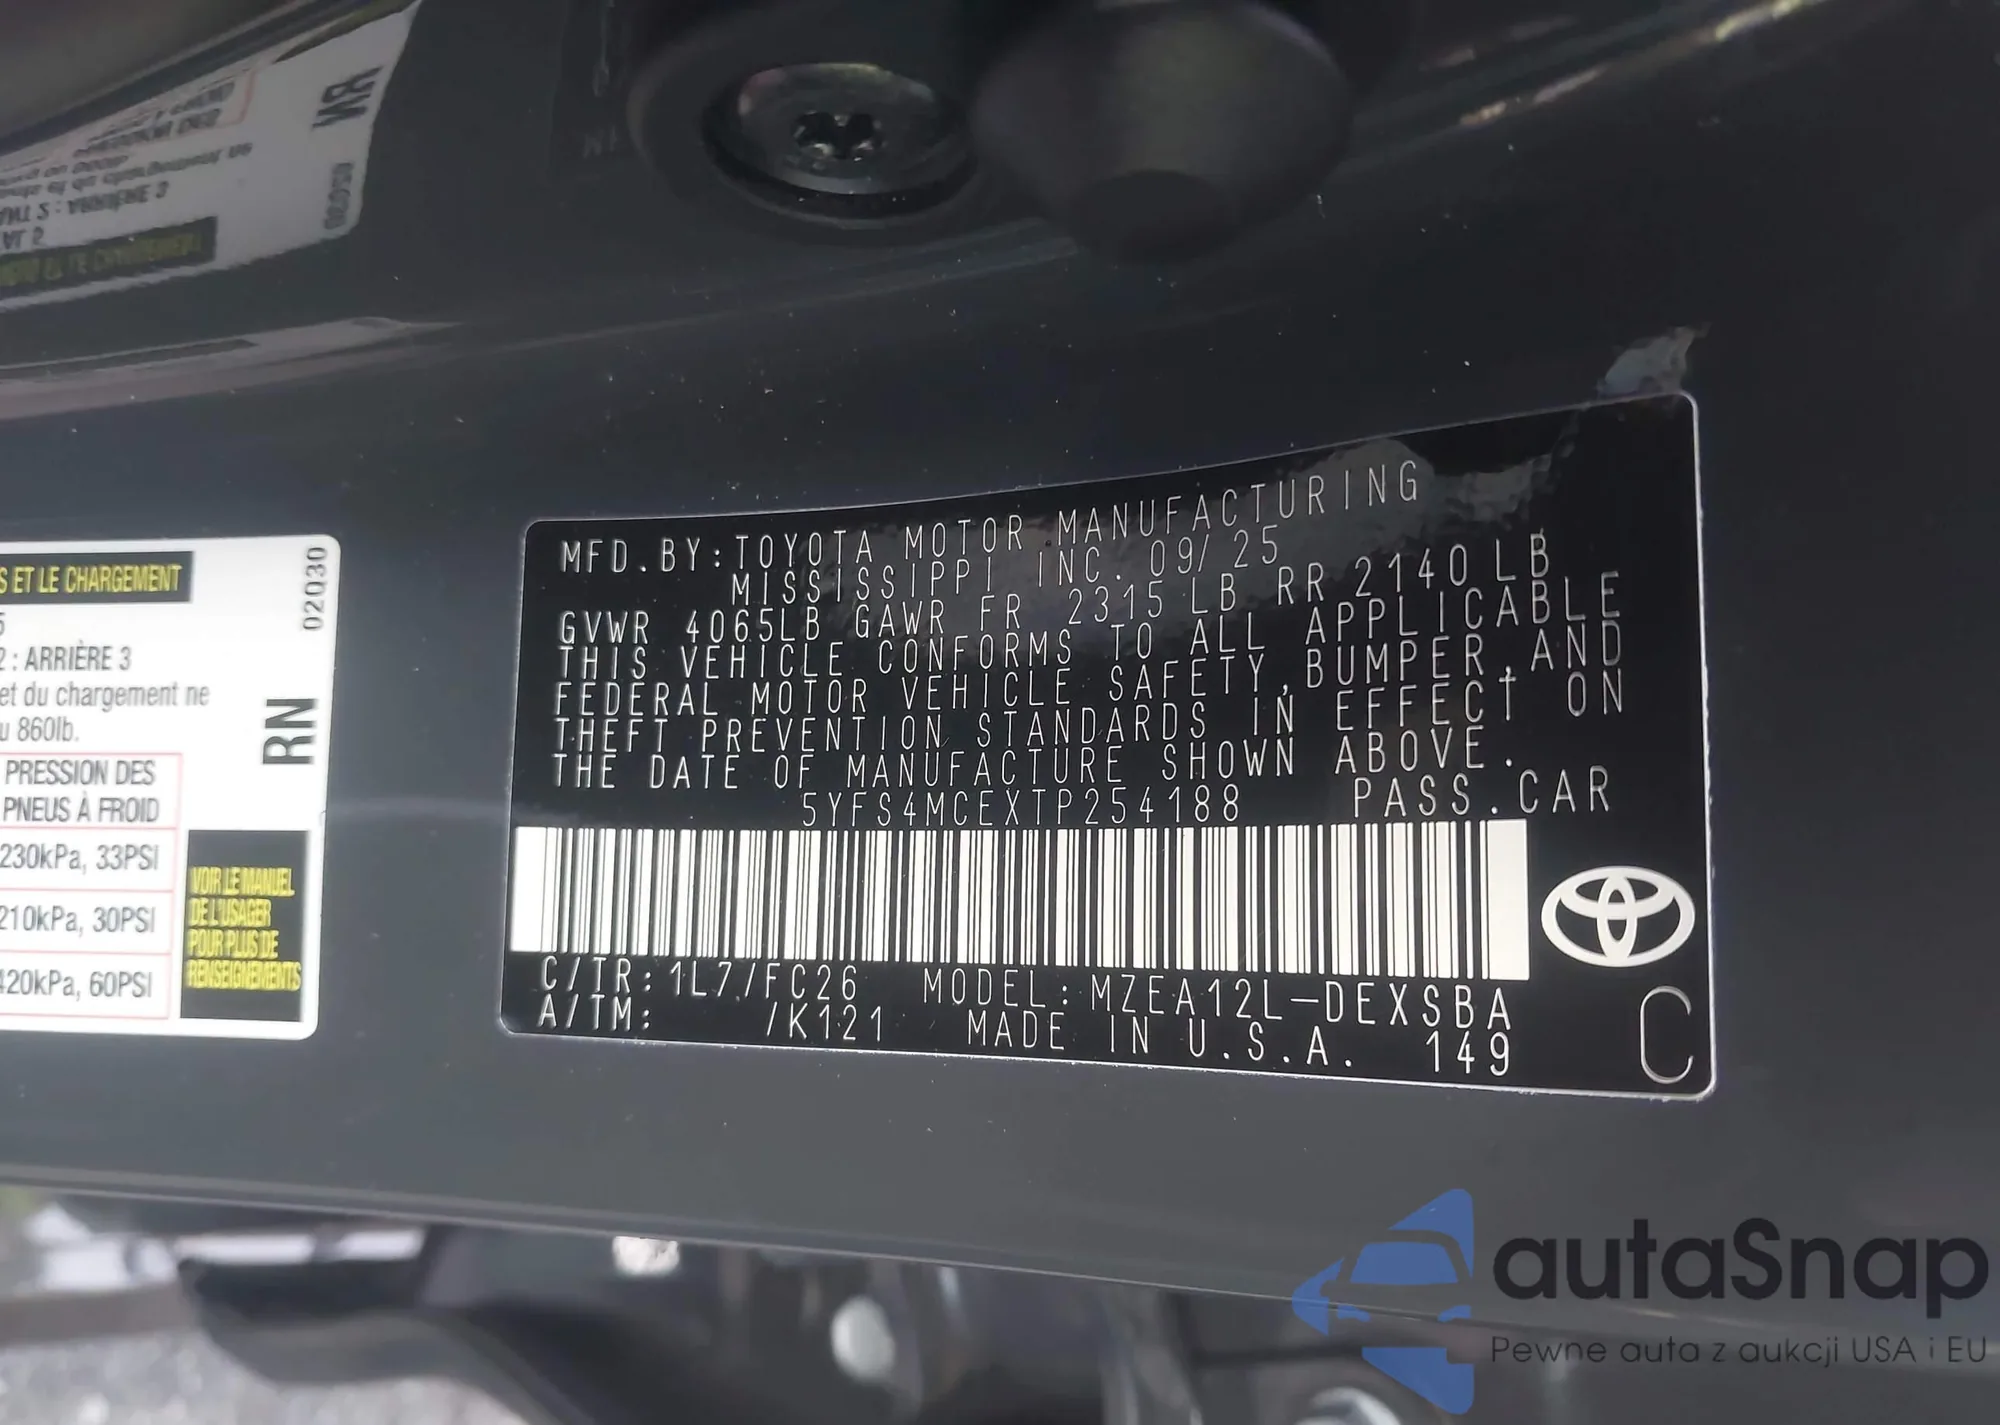 S ET LE CHARGEMENT
02030
2 : ARRIÈRE 3
et du chargement ne
u 860lb.
RN
PRESSION DES
PNEUS À FROID
230kPa, 33PSI
210kPa, 30PSI
420kPa, 60PSI
VOIR LE MANUEL
DE L'USAGER
POUR PLUS DE
RENSEIGNEMENTS
MFD.BY:TOYOTA MOTOR MANUFACTURING
MISSISSIPPI INC. 09/25
GVWR 4065LB GAWR FR 2315LB RR 2140LB
THIS VEHICLE CONFORMS TO ALL APPLICABLE
FEDERAL MOTOR VEHICLE SAFETY,BUMPER,AND
THEFT PREVENTION STANDARDS IN EFFECT ON
THE DATE OF MANUFACTURE SHOWN ABOVE.
5YFS4MCEXTP254188 PASS.CAR
C/TR:1L7/FC26 MODEL:MZEA12L-DEXSBA
A/TM: /K121 MADE IN U.S.A. 149
C
autaSnap
Pewne auta z aukcji USA i EU